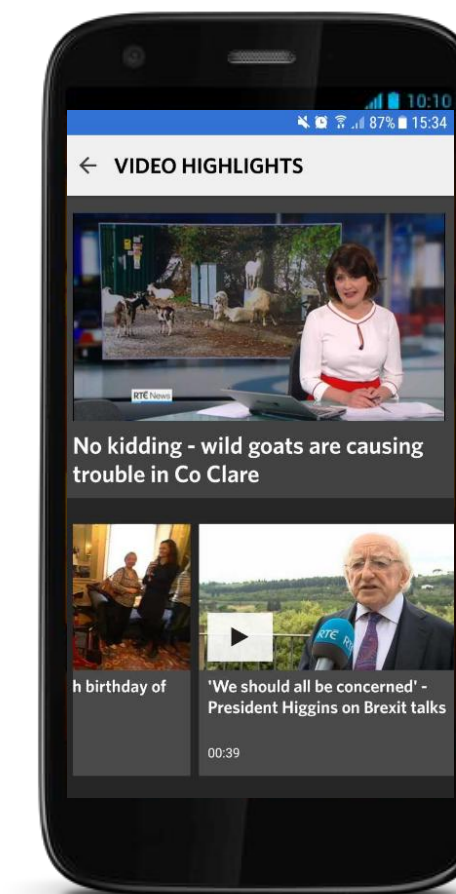 10:10
87% 15:34
VIDEO HIGHLIGHTS
RTÉ News
No kidding - wild goats are causing
trouble in Co Clare
h birthday of
'We should all be concerned' -
President Higgins on Brexit talks
RTÉ
00:39